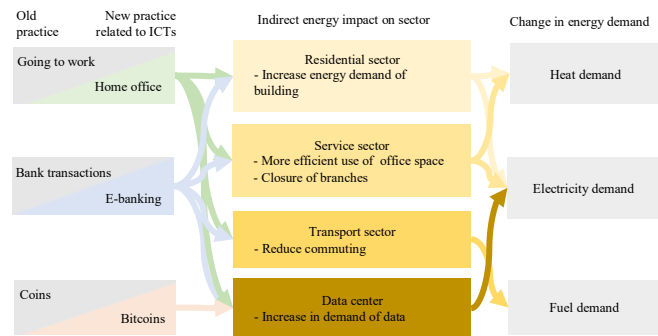 Old practice
New practice related to ICTs
Indirect energy impact on sector
Change in energy demand
Going to work
Home office
Bank transactions
E-banking
Coins
Bitcoins
Residential sector
- Increase energy demand of
building
Service sector
- More efficient use of office space
- Closure of branches
Transport sector
- Reduce commuting
Data center
- Increase in demand of data
Heat demand
Electricity demand
Fuel demand